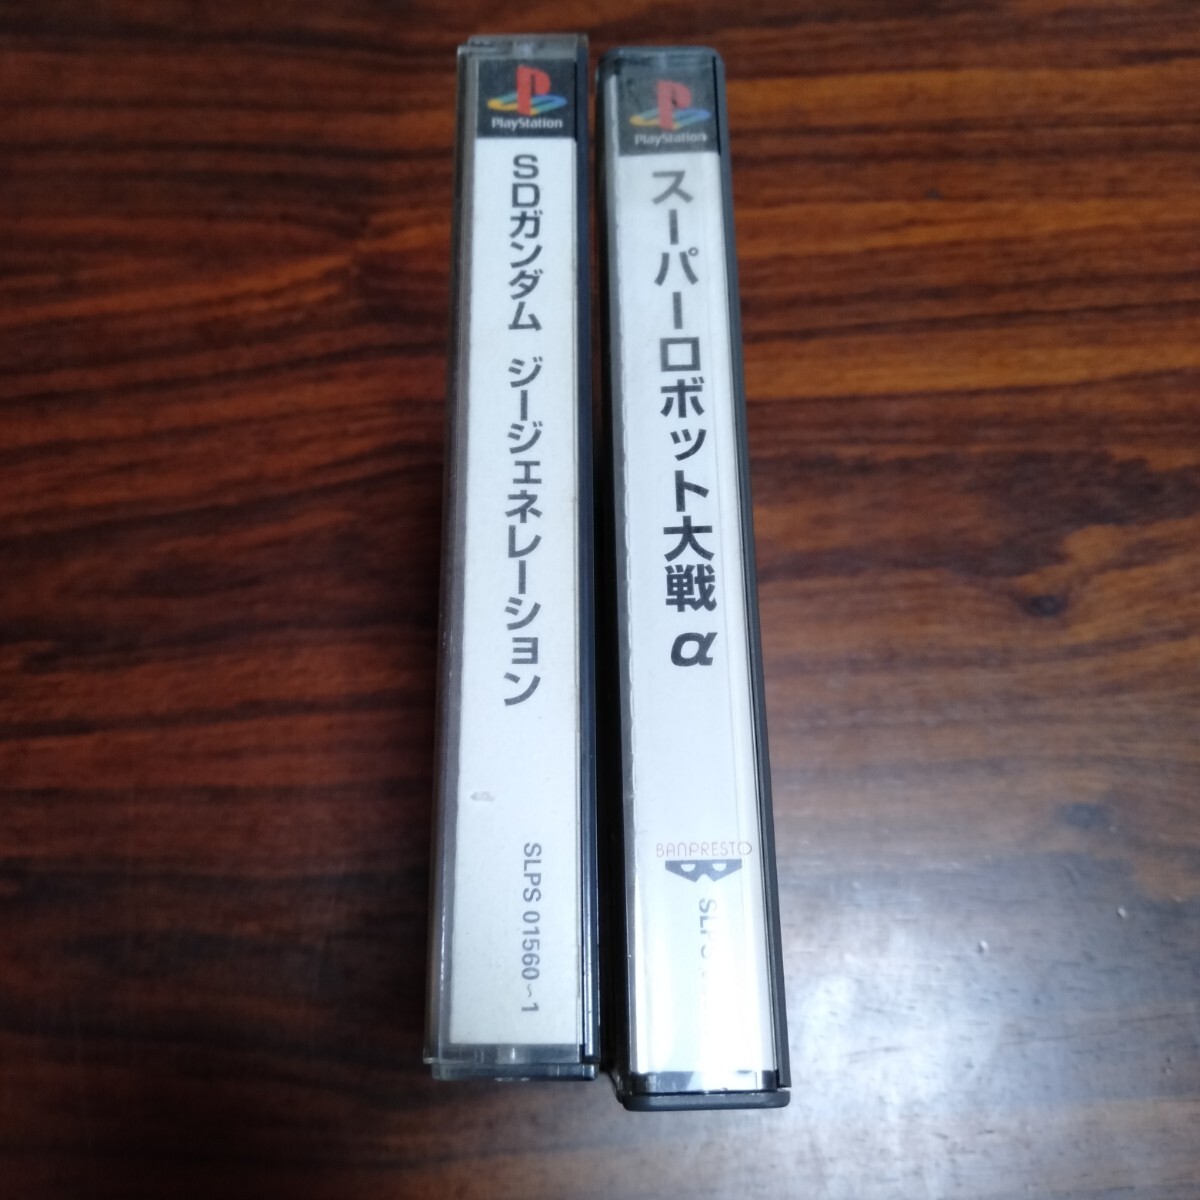 PlayStation
SDガンダム ジージェネレーション
SLPS 01560~1
PlayStation
スーパーロボット大戦 α
BANPRESTO
SLPS